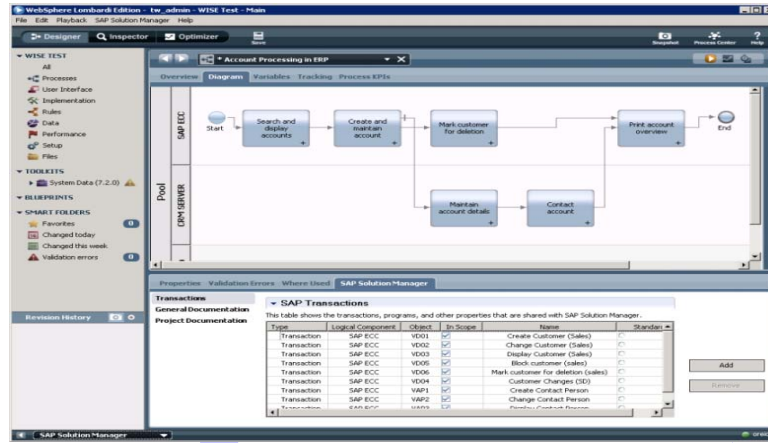 WebSphere Lombardi Edition - tw_admin - WISE Test - Main
File Edit Playback SAP Solution Manager Help
Designer Inspector Optimizer
Save
Snapshot Process Center Help
WISE TEST
All
Processes
User Interface
Implementation
Rules
Data
Performance
Setup
Files
TOOLKITS
System Data (7.2.0)
BLUEPRINTS
SMART FOLDERS
Favorites 0
Changed today
Changed this week
Validation errors 0
Revision History
* Account Processing in ERP
Overview Diagram Variables Tracking Process KPIs
Pool
SAP ECC
Start
Search and
display
accounts
Create and
maintain
account
Mark customer
for deletion
Print account
overview
End
CRM SERVER
Maintain
account details
Contact
account
Properties Validation Errors Where Used SAP Solution Manager
Transactions
General Documentation
Project Documentation
SAP Transactions
This table shows the transactions, programs, and other properties that are shared with SAP Solution Manager.
Type Logical Component Object In Scope Name Standard
Transaction SAP ECC VD01 Create Customer (Sales)
Transaction SAP ECC VD02 Change Customer (Sales)
Transaction SAP ECC VD03 Display Customer (Sales)
Transaction SAP ECC VD05 Block customer (sales)
Transaction SAP ECC VD06 Mark customer for deletion (sales)
Transaction SAP ECC VD04 Customer Changes (SD)
Transaction SAP ECC VAP1 Create Contact Person
Transaction SAP ECC VAP2 Change Contact Person
Transaction SAP ECC VAP3 Display Contact Person
Add
Remove
SAP Solution Manager